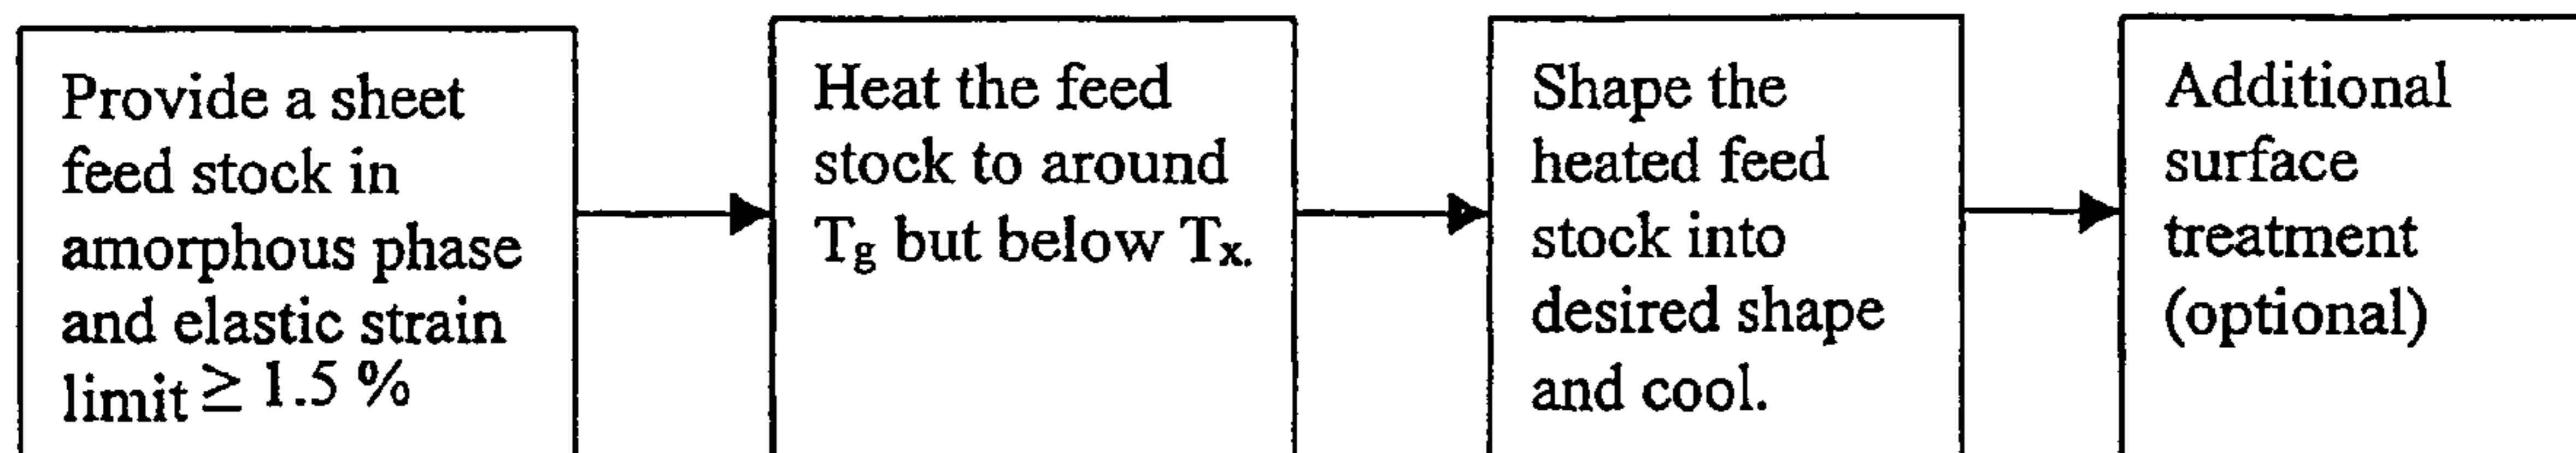 Provide a sheet
feed stock in
amorphous phase
and elastic strain
limit ≥ 1.5 %
Heat the feed
stock to around
Tg but below Tx.
Shape the
heated feed
stock into
desired shape
and cool.
Additional
surface
treatment
(optional)